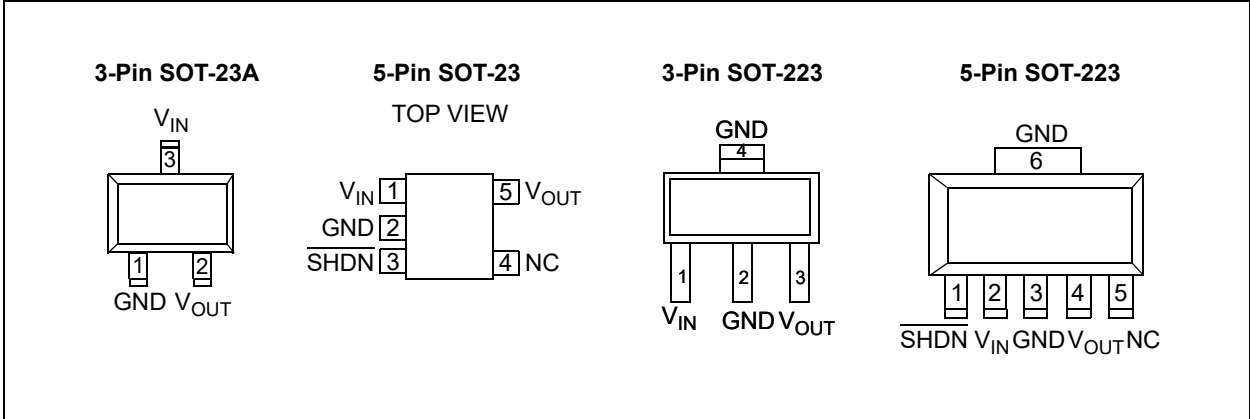 3-Pin SOT-23A
VIN
3
1 2
GND VOUT
5-Pin SOT-23
TOP VIEW
VIN 1 5 VOUT
GND 2
SHDN 3 4 NC
3-Pin SOT-223
GND
4
1 2 3
VIN GND VOUT
5-Pin SOT-223
GND
6
1 2 3 4 5
SHDN VIN GND VOUT NC